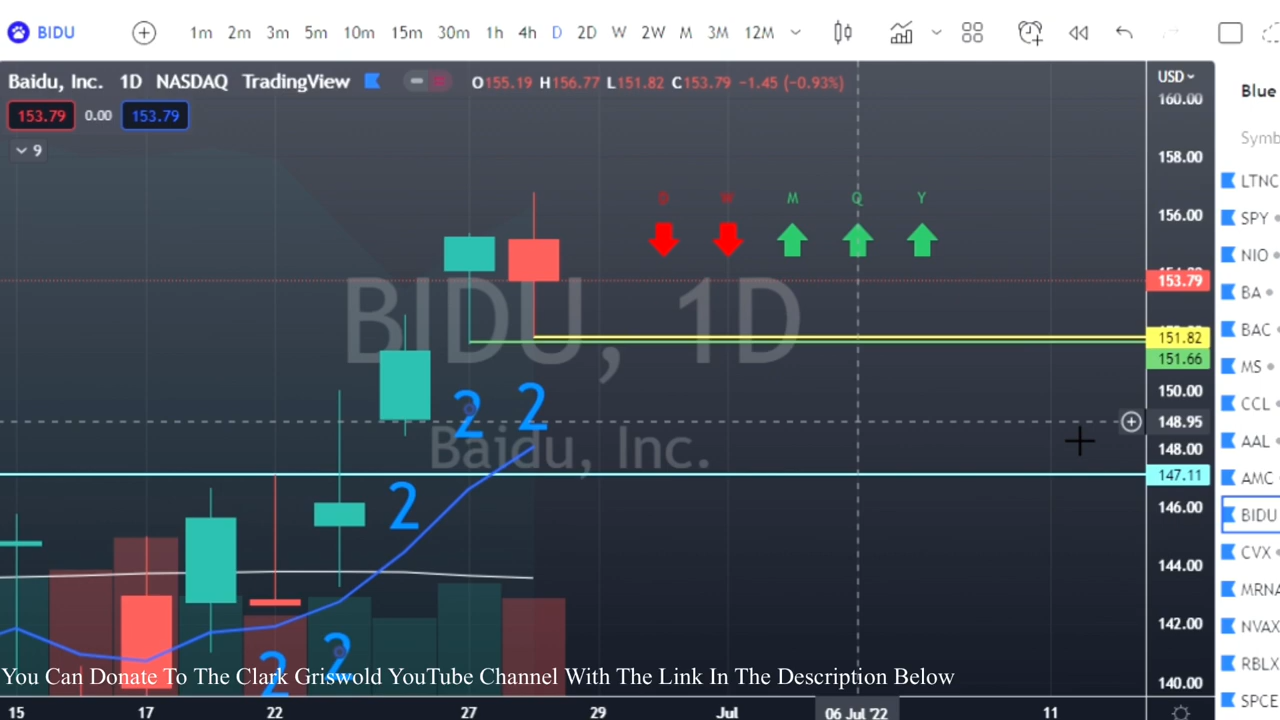 BIDU 1m 2m 3m 5m 10m 15m 30m 1h 4h D 2D W 2W M 3M 12M
Baidu, Inc. 1D NASDAQ TradingView O155.19 H156.77 L151.82 C153.79 −1.45 (−0.93%)
153.79 0.00 153.79
9
USD
160.00
158.00
156.00
153.79
151.82
151.66
150.00
148.95
148.00
147.11
146.00
144.00
142.00
140.00
D W M Q Y
BIDU, 1D
Baidu, Inc.
2 2
2
2 2
You Can Donate To The Clark Griswold YouTube Channel With The Link In The Description Below
15 17 22 27 29 Jul 06 Jul '22 11
Blue
Symb
LTNC
SPY
NIO
BA
BAC
MS
CCL
AAL
AMC
BIDU
CVX
MRNA
NVAX
RBLX
SPCE